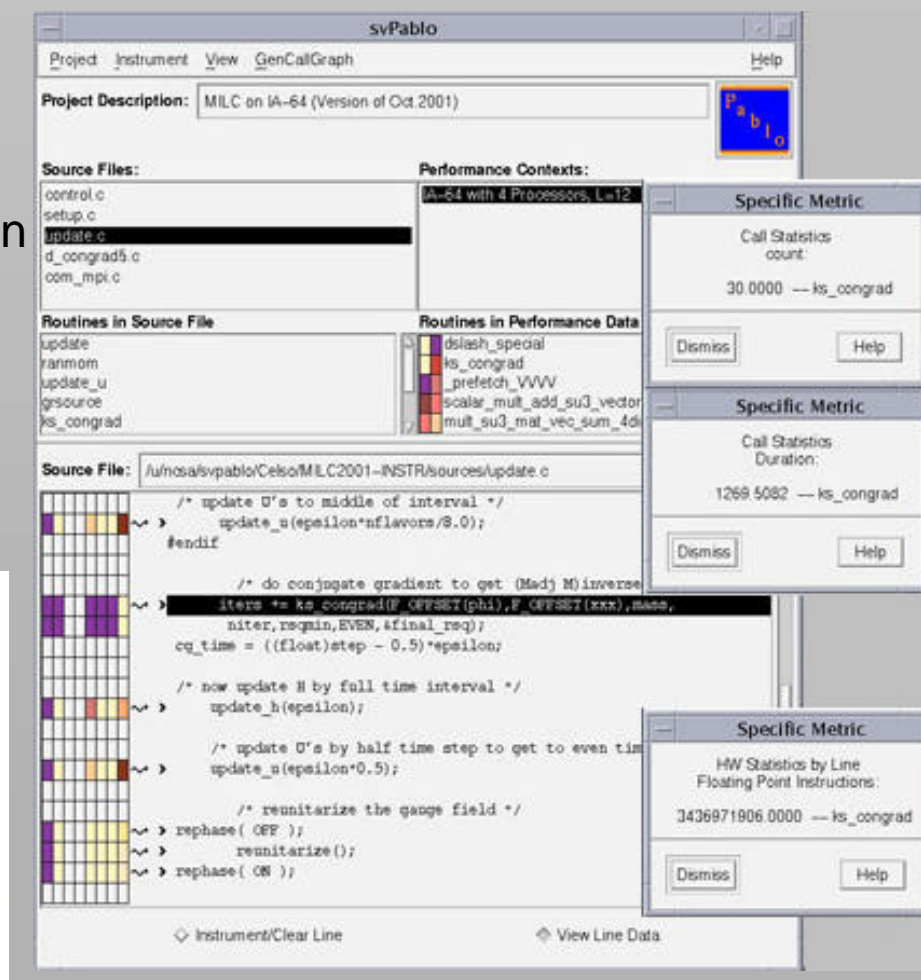 svPablo
Project Instrument View GenCallGraph Help
Project Description: MILC on IA-64 (Version of Oct.2001)
Pablo
Source Files:
control.c
setup.c
update.c
d_congrad5.c
com_mpi.c
Performance Contexts:
IA-64 with 4 Processors, L=12
n
Routines in Source File
update
ranmom
update_u
grsource
ks_congrad
Routines in Performance Data
dslash_special
ks_congrad
_prefetch_VVVV
scalar_mult_add_su3_vector
mult_su3_mat_vec_sum_4di
Source File: /u/nosa/svpablo/Celso/MILC2001-INSTR/sources/update.c
/* update U's to middle of interval */
update_u(epsilon*nflavors/8.0);
#endif
/* do conjugate gradient to get (Madj M)inverse
iters += ks_congrad(F_OFFSET(phi),F_OFFSET(xxx),mass,
niter,rsqmin,EVEN,&final_rsq);
cg_time = ((float)step - 0.5)*epsilon;
/* now update H by full time interval */
update_h(epsilon);
/* update U's by half time step to get to even tim
update_u(epsilon*0.5);
/* reunitarize the gauge field */
rephase( OFF );
reunitarize();
rephase( ON );
Instrument/Clear Line View Line Data
Specific Metric
Call Statistics
count:
30.0000 -- ks_congrad
Dismiss Help
Specific Metric
Call Statistics
Duration:
1269.5082 -- ks_congrad
Dismiss Help
Specific Metric
HW Statistics by Line
Floating Point Instructions:
3436971906.0000 -- ks_congrad
Dismiss Help